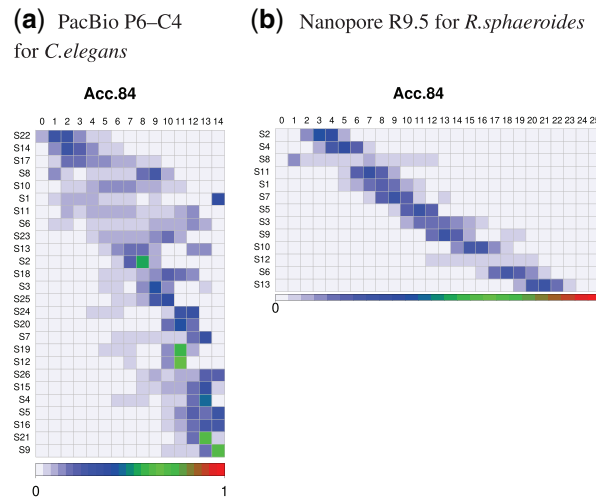 (a) PacBio P6–C4
for C.elegans
Acc.84
0 1 2 3 4 5 6 7 8 9 10 11 12 13 14
S22
S14
S17
S8
S10
S1
S11
S6
S23
S13
S2
S18
S3
S25
S24
S20
S7
S19
S12
S26
S15
S4
S5
S16
S21
S9
0 1
(b) Nanopore R9.5 for R.sphaeroides
Acc.84
0 1 2 3 4 5 6 7 8 9 10 11 12 13 14 15 16 17 18 19 20 21 22 23 24 25
S2
S4
S8
S11
S1
S7
S5
S3
S9
S10
S12
S6
S13
0